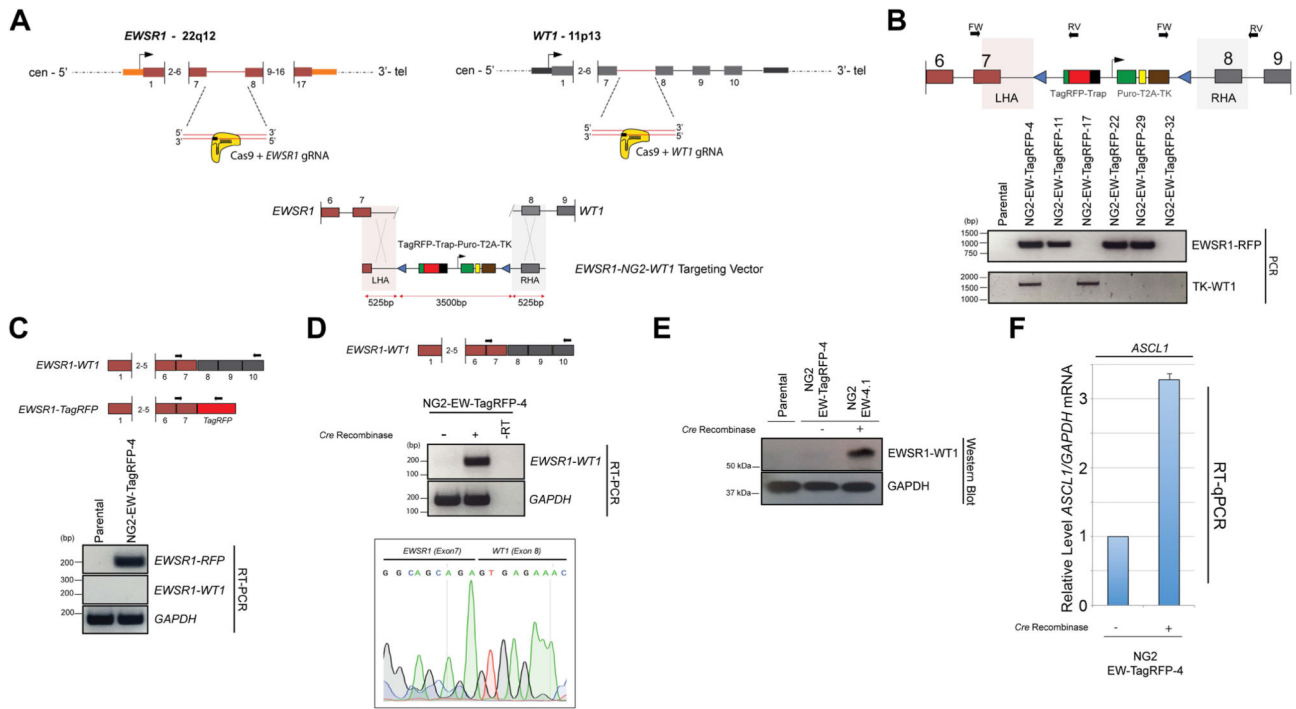 A
EWSR1 - 22q12
cen - 5'
2-6
9-16
3'- tel
1
7
8
17
5'
3'
3'
5'
Cas9 + EWSR1 gRNA
WT1 - 11p13
cen - 5'
2-6
3'- tel
1
7
8
9
10
5'
3'
3'
5'
Cas9 + WT1 gRNA
EWSR1
6
7
8
9
WT1
TagRFP-Trap-Puro-T2A-TK
LHA
RHA
EWSR1-NG2-WT1 Targeting Vector
525bp
3500bp
525bp
B
FW
RV
FW
RV
6
7
8
9
LHA
TagRFP-Trap
Puro-T2A-TK
RHA
Parental
NG2-EW-TagRFP-4
NG2-EW-TagRFP-11
NG2-EW-TagRFP-17
NG2-EW-TagRFP-22
NG2-EW-TagRFP-29
NG2-EW-TagRFP-32
(bp)
1500
1000
750
EWSR1-RFP
2000
1500
1000
TK-WT1
PCR
C
EWSR1-WT1
2-5
1
6
7
8
9
10
EWSR1-TagRFP
2-5
1
6
7
TagRFP
Parental
NG2-EW-TagRFP-4
(bp)
200
EWSR1-RFP
300
200
EWSR1-WT1
200
GAPDH
RT-PCR
D
EWSR1-WT1
2-5
1
6
7
8
9
10
NG2-EW-TagRFP-4
Cre Recombinase
-
+
-RT
(bp)
200
100
EWSR1-WT1
200
100
GAPDH
RT-PCR
EWSR1 (Exon7)
WT1 (Exon 8)
G G C A G C A G A G T G A G A A A C
E
Parental
NG2
EW-TagRFP-4
NG2
EW-4.1
Cre Recombinase
-
+
50 kDa
EWSR1-WT1
37 kDa
GAPDH
Western Blot
F
ASCL1
Relative Level ASCL1/GAPDH mRNA
3
2
1
0
RT-qPCR
Cre Recombinase
-
+
NG2
EW-TagRFP-4